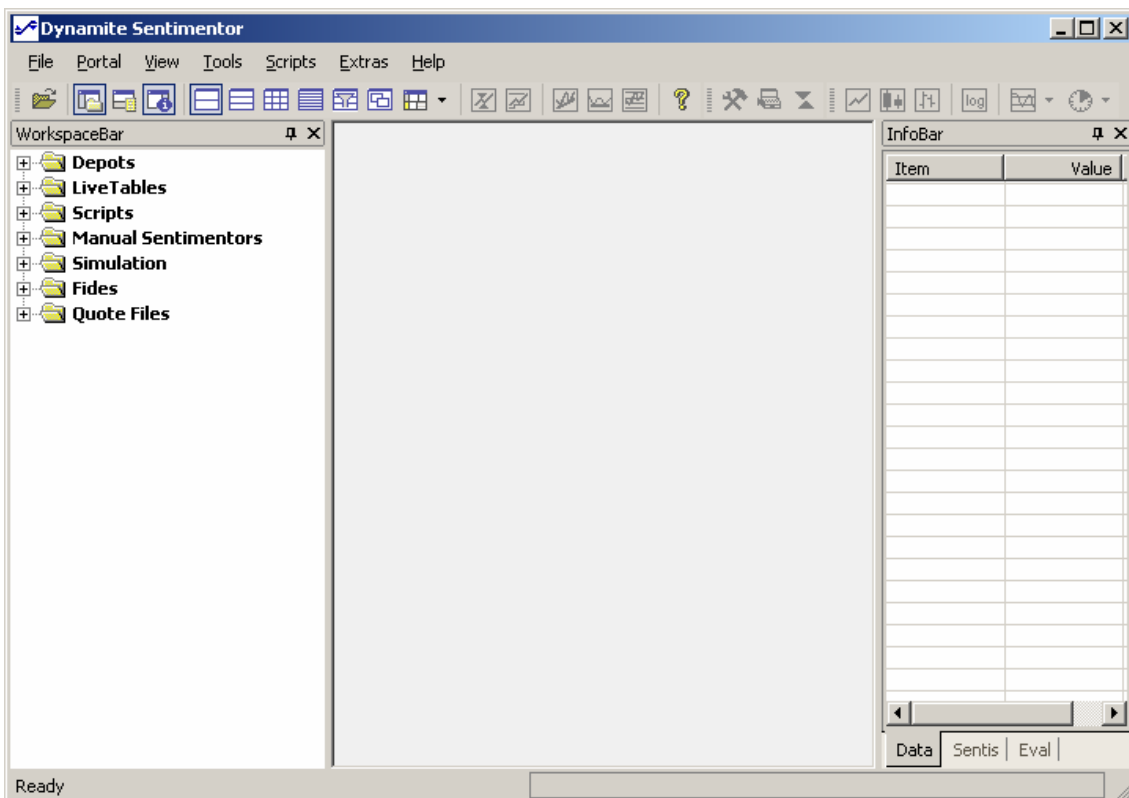 Dynamite Sentimentor
File Portal View Tools Scripts Extras Help
log
WorkspaceBar
Depots
LiveTables
Scripts
Manual Sentimentors
Simulation
Fides
Quote Files
InfoBar
Item Value
Data Sentis Eval
Ready